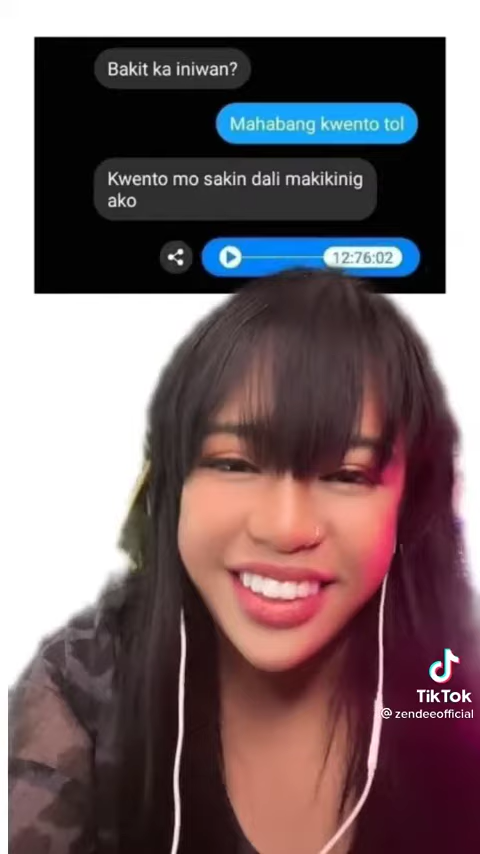 Bakit ka iniwan?
Mahabang kwento tol
Kwento mo sakin dali makikinig
ako
12:76:02
TikTok
@ zendeeofficial